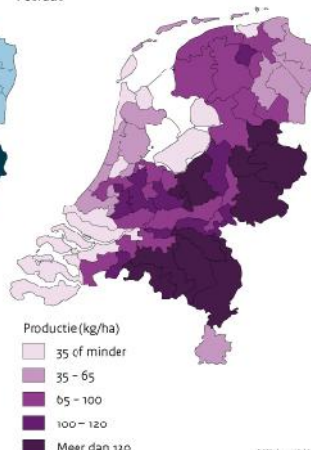 Productie (kg/ha)
35 of minder
35 – 65
65 – 100
100 – 120
Meer dan 120